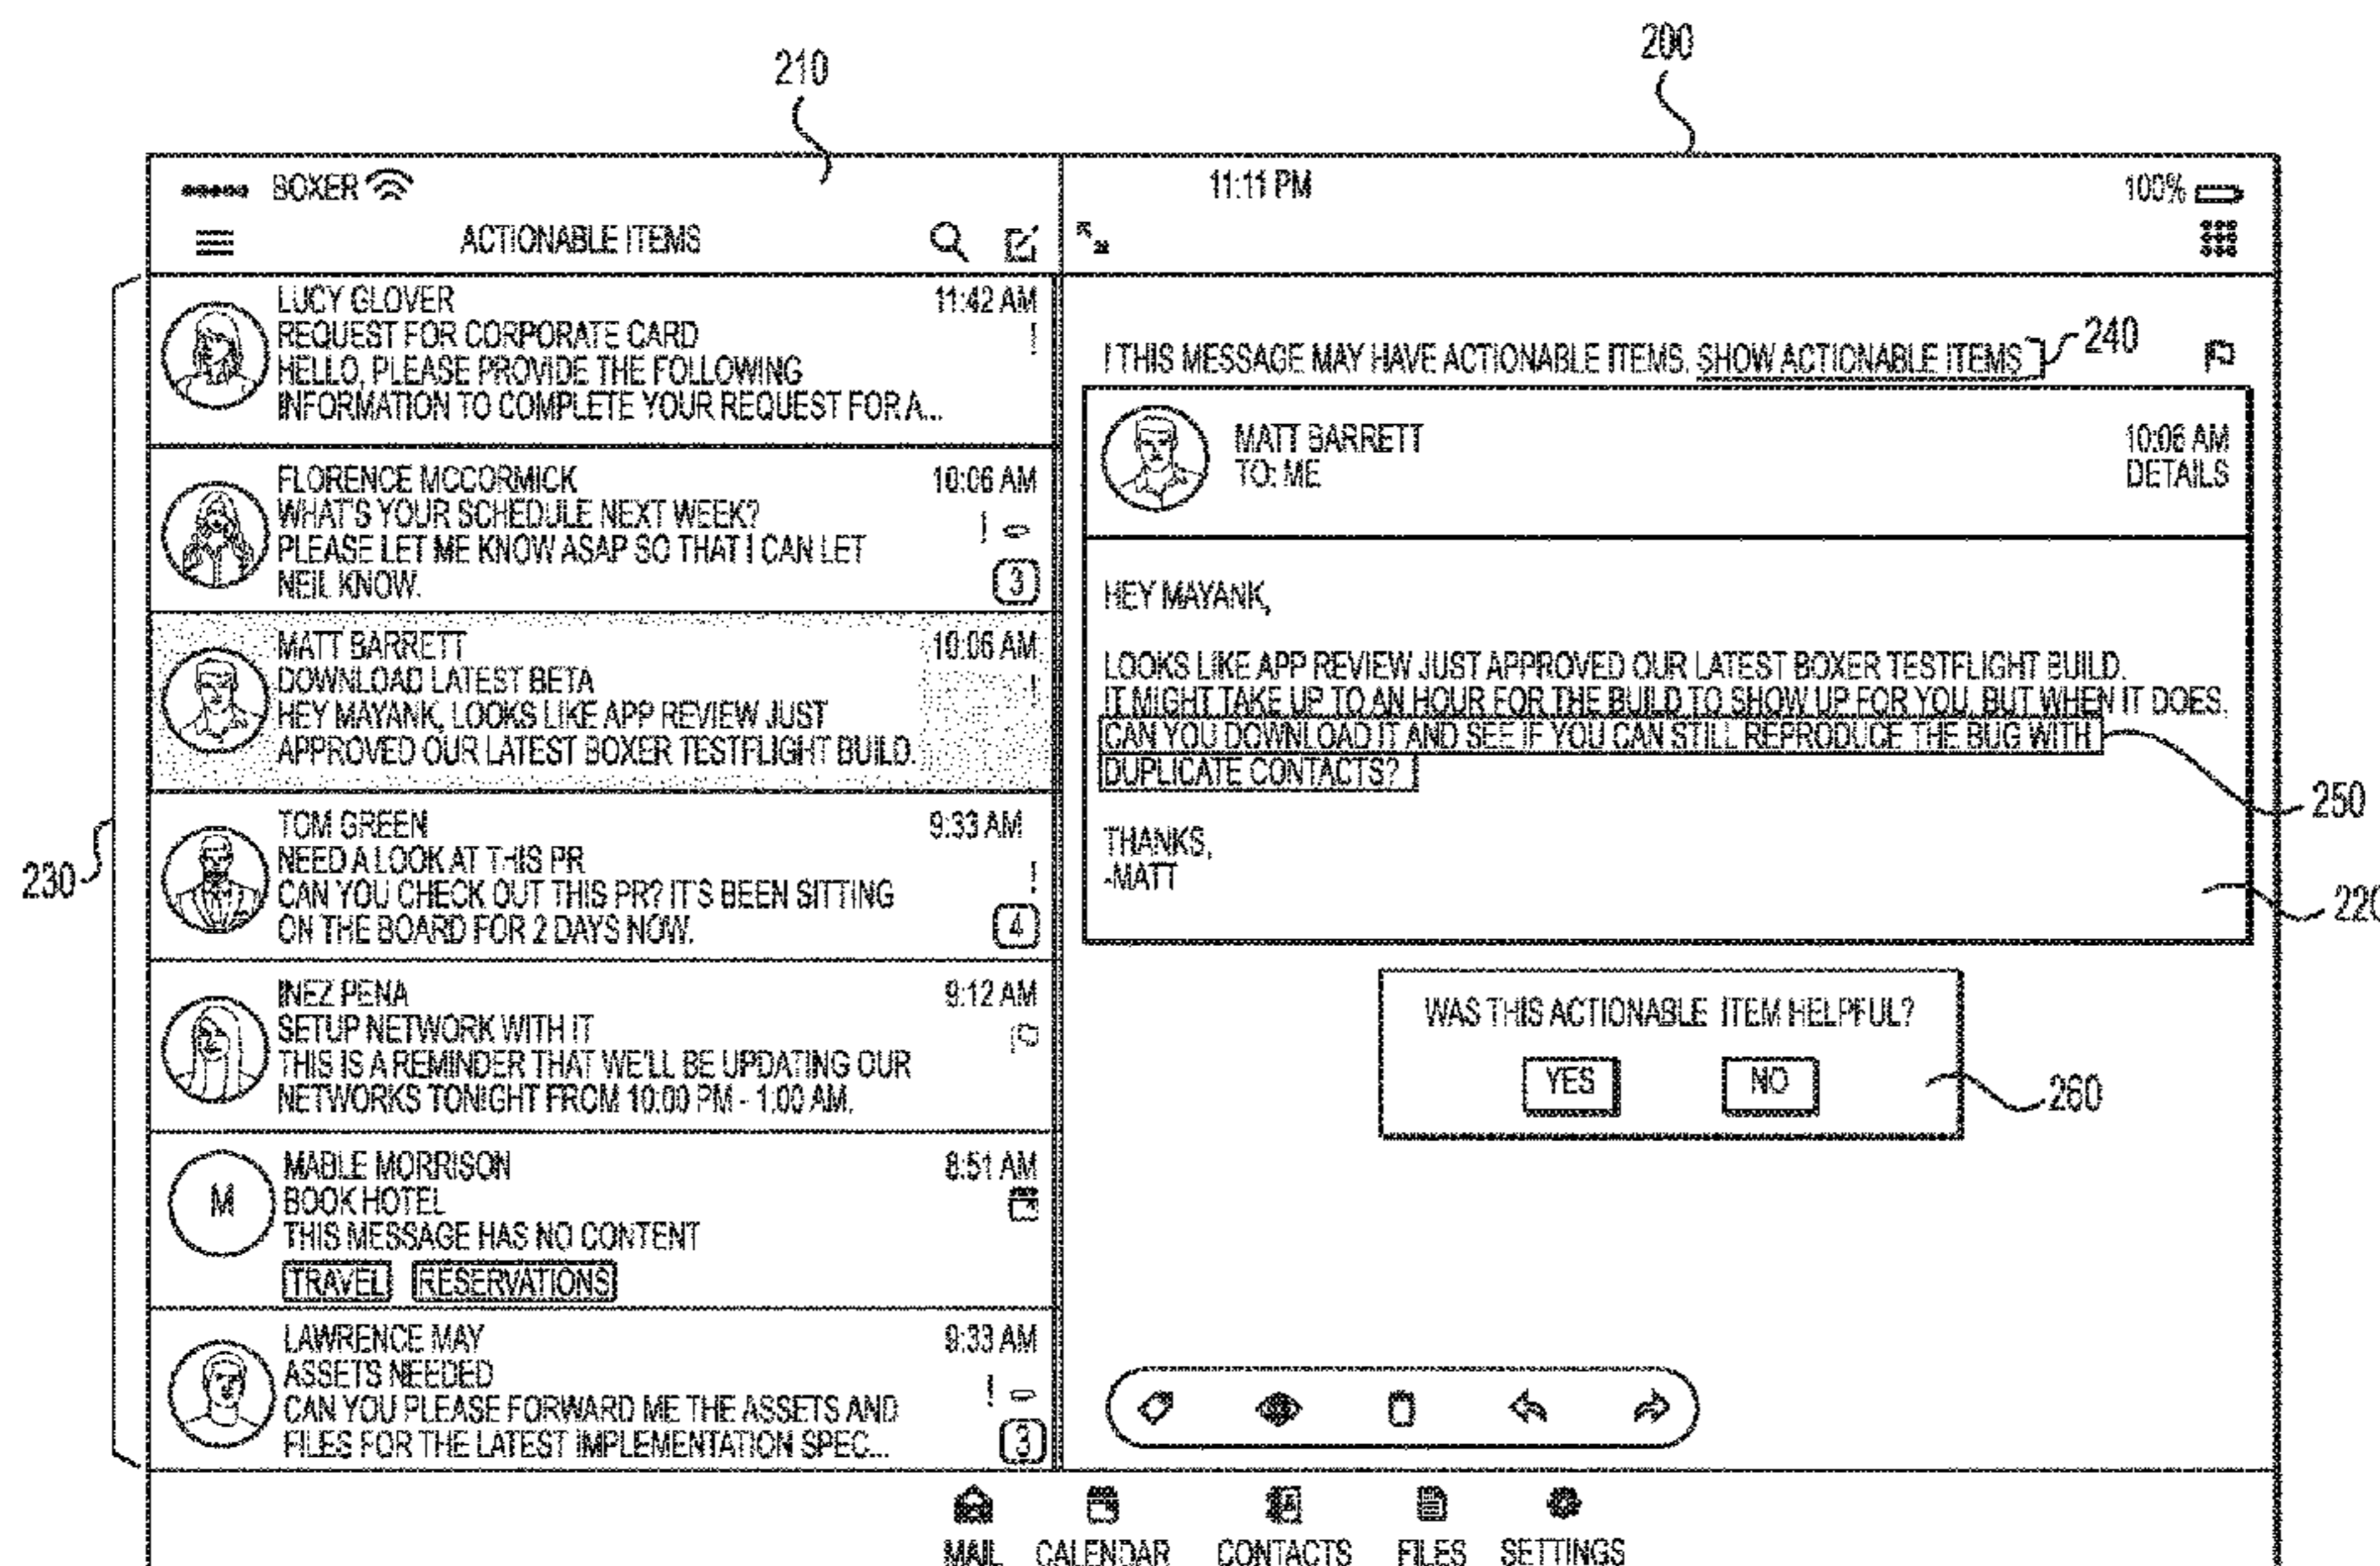 210
200
BOXER
11:11 PM
100%
ACTIONABLE ITEMS
LUCY GLOVER 11:42 AM
REQUEST FOR CORPORATE CARD !
HELLO, PLEASE PROVIDE THE FOLLOWING
INFORMATION TO COMPLETE YOUR REQUEST FOR A...
FLORENCE MCCORMICK 10:06 AM
WHAT'S YOUR SCHEDULE NEXT WEEK? !
PLEASE LET ME KNOW ASAP SO THAT I CAN LET
NEIL KNOW. 3
MATT BARRETT 10:06 AM
DOWNLOAD LATEST BETA !
HEY MAYANK, LOOKS LIKE APP REVIEW JUST
APPROVED OUR LATEST BOXER TESTFLIGHT BUILD.
TOM GREEN 9:33 AM
NEED A LOOK AT THIS PR !
CAN YOU CHECK OUT THIS PR? IT'S BEEN SITTING
ON THE BOARD FOR 2 DAYS NOW. 4
INEZ PENA 9:12 AM
SETUP NETWORK WITH IT
THIS IS A REMINDER THAT WE'LL BE UPDATING OUR
NETWORKS TONIGHT FROM 10:00 PM - 1:00 AM.
M
MABLE MORRISON 8:51 AM
BOOK HOTEL
THIS MESSAGE HAS NO CONTENT
TRAVEL RESERVATIONS
LAWRENCE MAY 9:33 AM
ASSETS NEEDED !
CAN YOU PLEASE FORWARD ME THE ASSETS AND
FILES FOR THE LATEST IMPLEMENTATION SPEC... 3
230
! THIS MESSAGE MAY HAVE ACTIONABLE ITEMS. SHOW ACTIONABLE ITEMS
240
MATT BARRETT 10:06 AM
TO: ME DETAILS
HEY MAYANK,
LOOKS LIKE APP REVIEW JUST APPROVED OUR LATEST BOXER TESTFLIGHT BUILD.
IT MIGHT TAKE UP TO AN HOUR FOR THE BUILD TO SHOW UP FOR YOU, BUT WHEN IT DOES,
CAN YOU DOWNLOAD IT AND SEE IF YOU CAN STILL REPRODUCE THE BUG WITH
DUPLICATE CONTACTS?
250
THANKS,
-MATT
220
WAS THIS ACTIONABLE ITEM HELPFUL?
YES NO
260
MAIL CALENDAR CONTACTS FILES SETTINGS